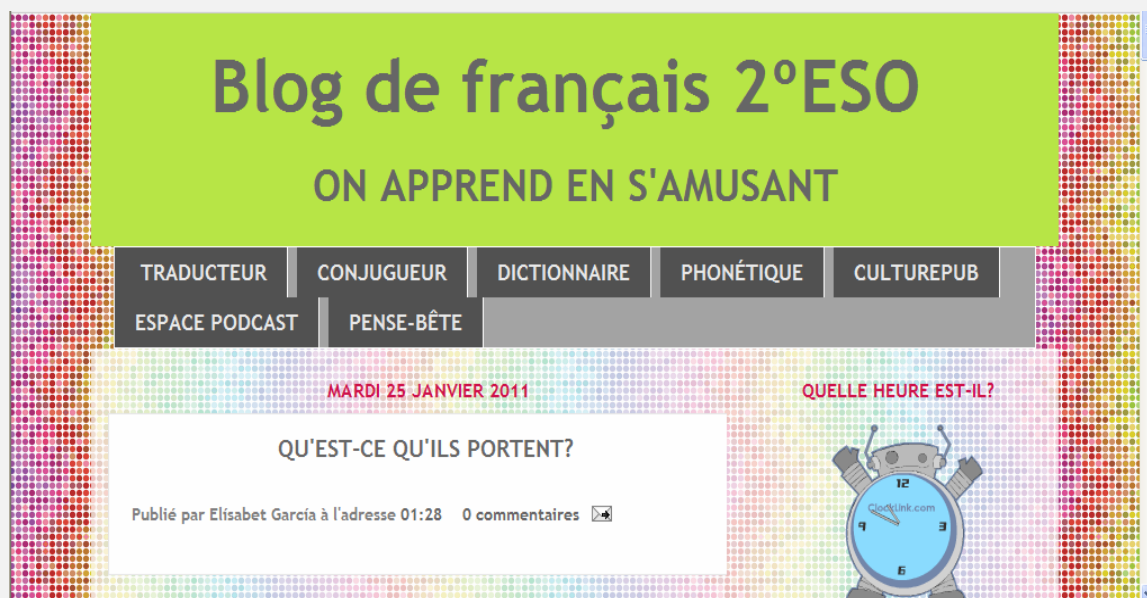 Blog de français 2ºESO
ON APPREND EN S'AMUSANT
TRADUCTEUR CONJUGUEUR DICTIONNAIRE PHONÉTIQUE CULTUREPUB
ESPACE PODCAST PENSE-BÊTE
MARDI 25 JANVIER 2011
QU'EST-CE QU'ILS PORTENT?
Publié par Elísabet García à l'adresse 01:28 0 commentaires
QUELLE HEURE EST-IL?
12
ClockLink.com
9 3
6